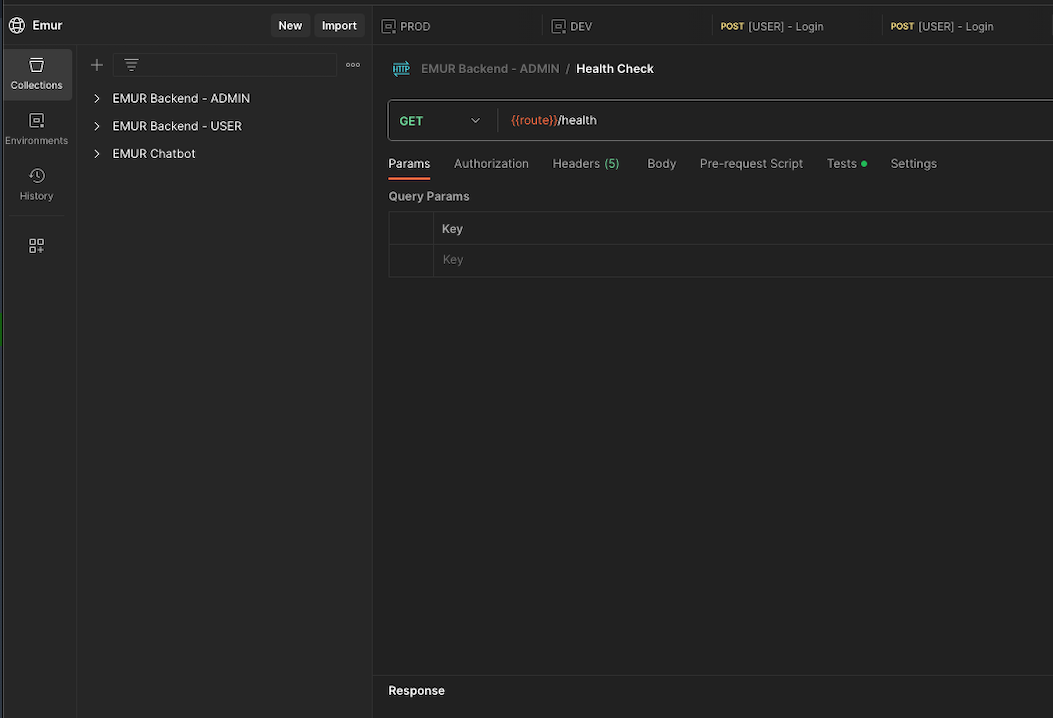 Emur
New
Import
PROD
DEV
POST [USER] - Login
POST [USER] - Login
Collections
Environments
History
EMUR Backend - ADMIN
EMUR Backend - USER
EMUR Chatbot
HTTP EMUR Backend - ADMIN / Health Check
GET
{{route}}/health
Params Authorization Headers (5) Body Pre-request Script Tests Settings
Query Params
Key
Key
Response